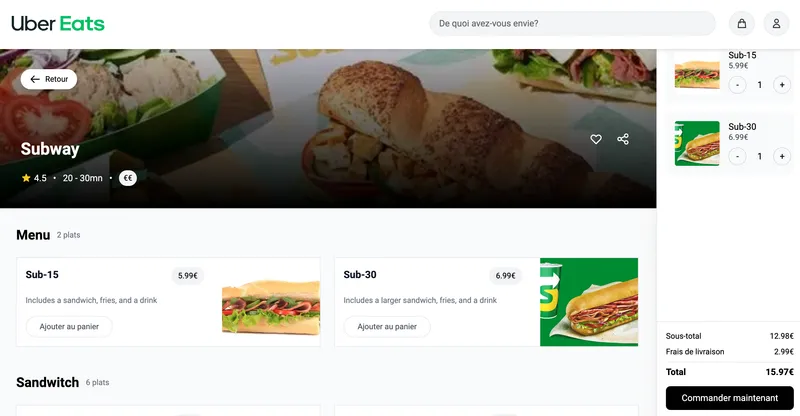 Uber Eats
De quoi avez-vous envie?
Retour
Subway
4.5 • 20 - 30mn • €€
Menu 2 plats
Sub-15
5.99€
Includes a sandwich, fries, and a drink
Ajouter au panier
Sub-30
6.99€
Includes a larger sandwich, fries, and a drink
Ajouter au panier
Sandwitch 6 plats
Sub-15
5.99€
- 1 +
Sub-30
6.99€
- 1 +
Sous-total 12.98€
Frais de livraison 2.99€
Total 15.97€
Commander maintenant